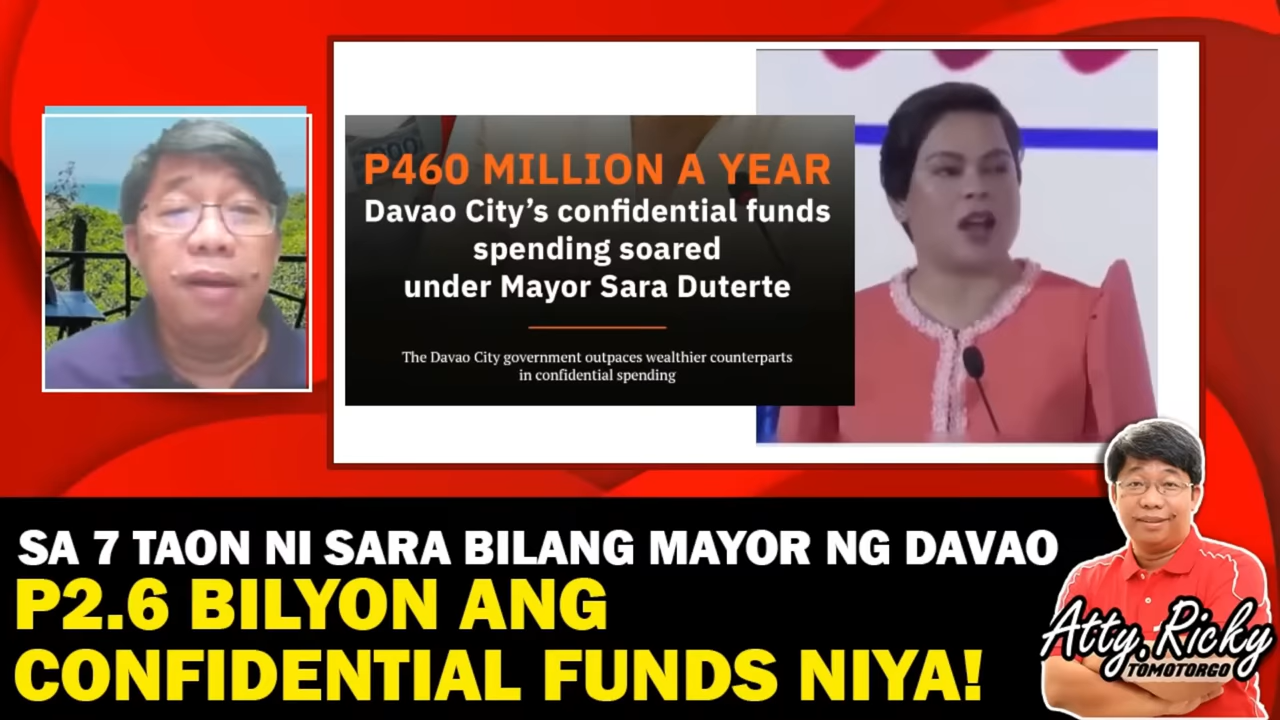 P460 MILLION A YEAR
Davao City's confidential funds
spending soared
under Mayor Sara Duterte
The Davao City government outpaces wealthier counterparts
in confidential spending
SA 7 TAON NI SARA BILANG MAYOR NG DAVAO
P2.6 BILYON ANG
CONFIDENTIAL FUNDS NIYA!
Atty. Ricky
TOMOTORGO